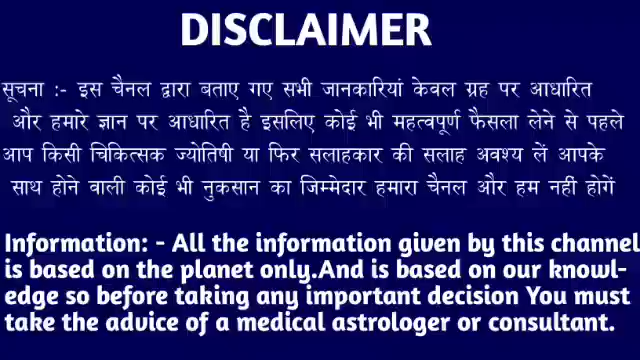 DISCLAIMER
सूचना :- इस चैनल द्वारा बताए गए सभी जानकारियां केवल ग्रह पर आधारित
और हमारे ज्ञान पर आधारित है इसलिए कोई भी महत्वपूर्ण फैसला लेने से पहले
आप किसी चिकित्सक ज्योतिषी या फिर सलाहकार की सलाह अवश्य लें आपके
साथ होने वाली कोई भी नुकसान का जिम्मेदार हमारा चैनल और हम नहीं होगें
Information: - All the information given by this channel
is based on the planet only.And is based on our knowl-
edge so before taking any important decision You must
take the advice of a medical astrologer or consultant.